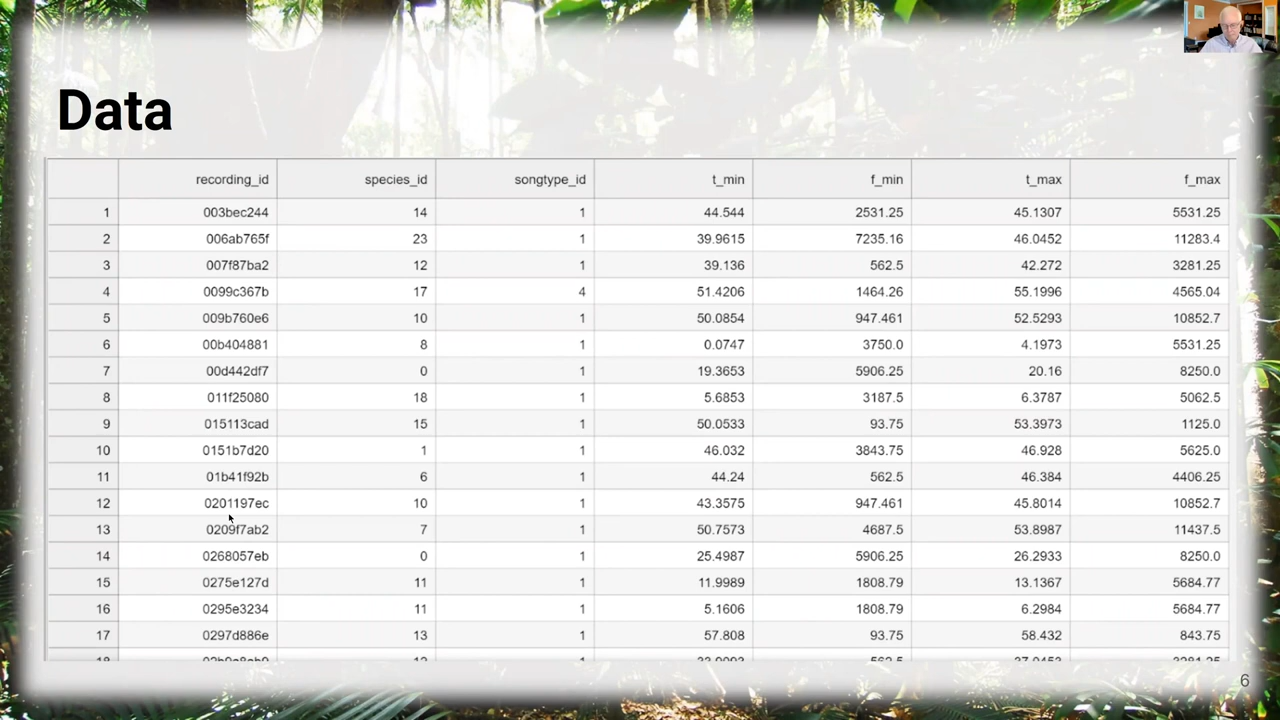 Data
recording_id species_id songtype_id t_min f_min t_max f_max
1 003bec244 14 1 44.544 2531.25 45.1307 5531.25
2 006ab765f 23 1 39.9615 7235.16 46.0452 11283.4
3 007f87ba2 12 1 39.136 562.5 42.272 3281.25
4 0099c367b 17 4 51.4206 1464.26 55.1996 4565.04
5 009b760e6 10 1 50.0854 947.461 52.5293 10852.7
6 00b404881 8 1 0.0747 3750.0 4.1973 5531.25
7 00d442df7 0 1 19.3653 5906.25 20.16 8250.0
8 011f25080 18 1 5.6853 3187.5 6.3787 5062.5
9 015113cad 15 1 50.0533 93.75 53.3973 1125.0
10 0151b7d20 1 1 46.032 3843.75 46.928 5625.0
11 01b41f92b 6 1 44.24 562.5 46.384 4406.25
12 0201197ec 10 1 43.3575 947.461 45.8014 10852.7
13 0209f7ab2 7 1 50.7573 4687.5 53.8987 11437.5
14 0268057eb 0 1 25.4987 5906.25 26.2933 8250.0
15 0275e127d 11 1 11.9989 1808.79 13.1367 5684.77
16 0295e3234 11 1 5.1606 1808.79 6.2984 5684.77
17 0297d886e 13 1 57.808 93.75 58.432 843.75
6